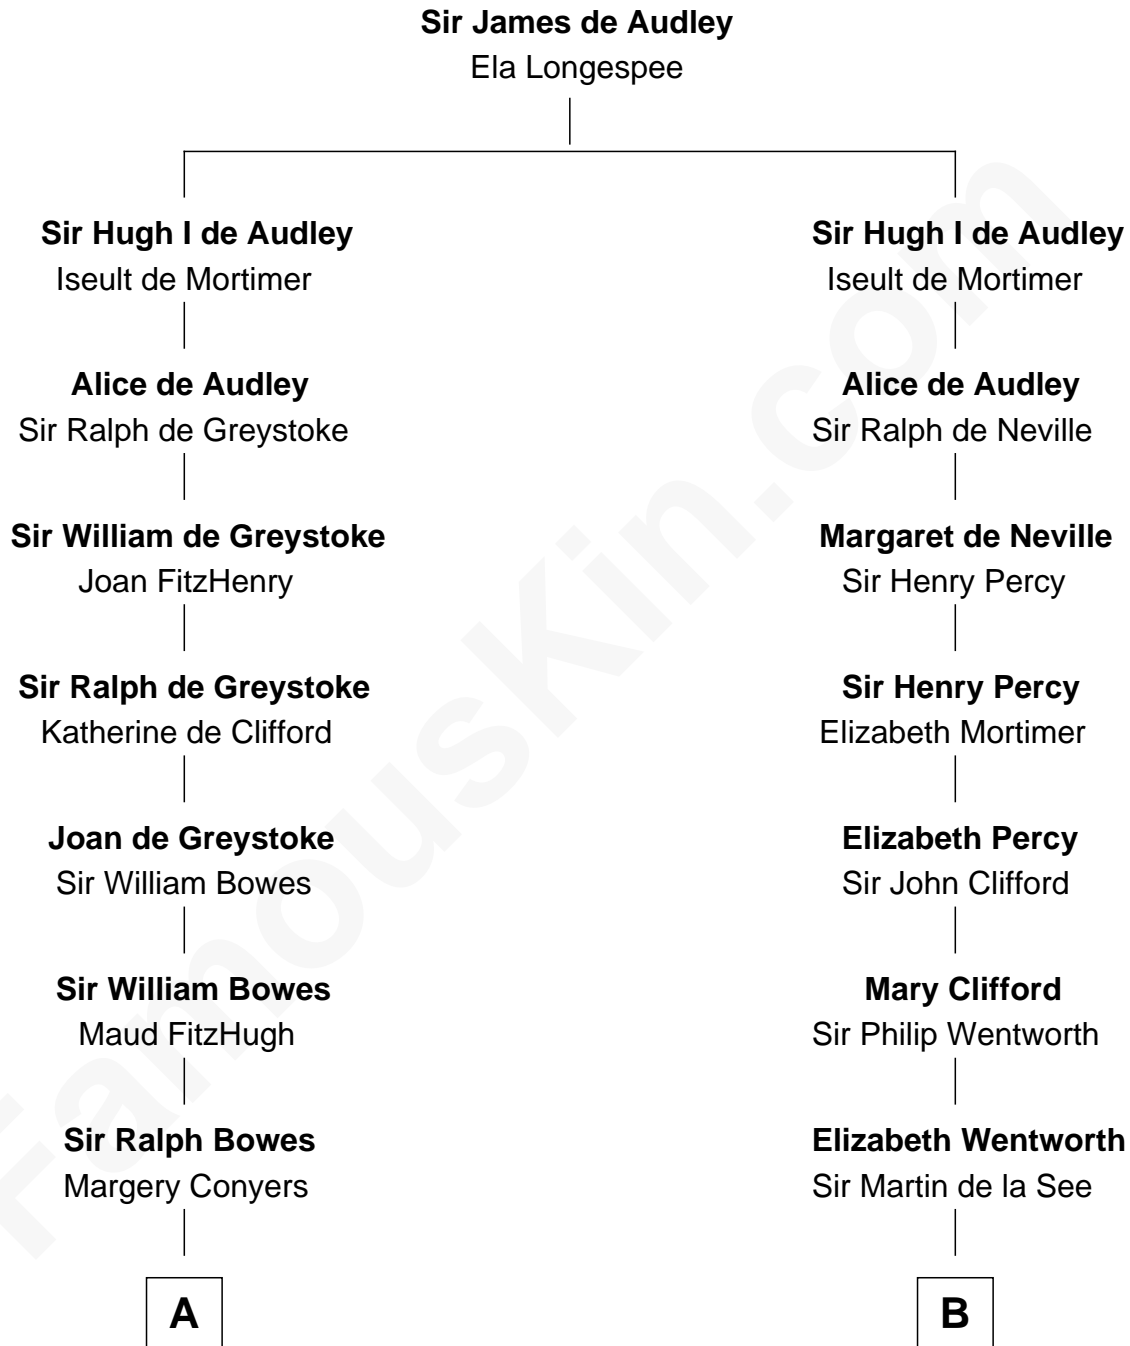 Sir James de Audley
Ela Longespee
Sir Hugh I de Audley
Iseult de Mortimer
Alice de Audley
Sir Ralph de Greystoke
Sir William de Greystoke
Joan FitzHenry
Sir Ralph de Greystoke
Katherine de Clifford
Joan de Greystoke
Sir William Bowes
Sir William Bowes
Maud FitzHugh
Sir Ralph Bowes
Margery Conyers
A
Sir Hugh I de Audley
Iseult de Mortimer
Alice de Audley
Sir Ralph de Neville
Margaret de Neville
Sir Henry Percy
Sir Henry Percy
Elizabeth Mortimer
Elizabeth Percy
Sir John Clifford
Mary Clifford
Sir Philip Wentworth
Elizabeth Wentworth
Sir Martin de la See
B
FamousKin.com